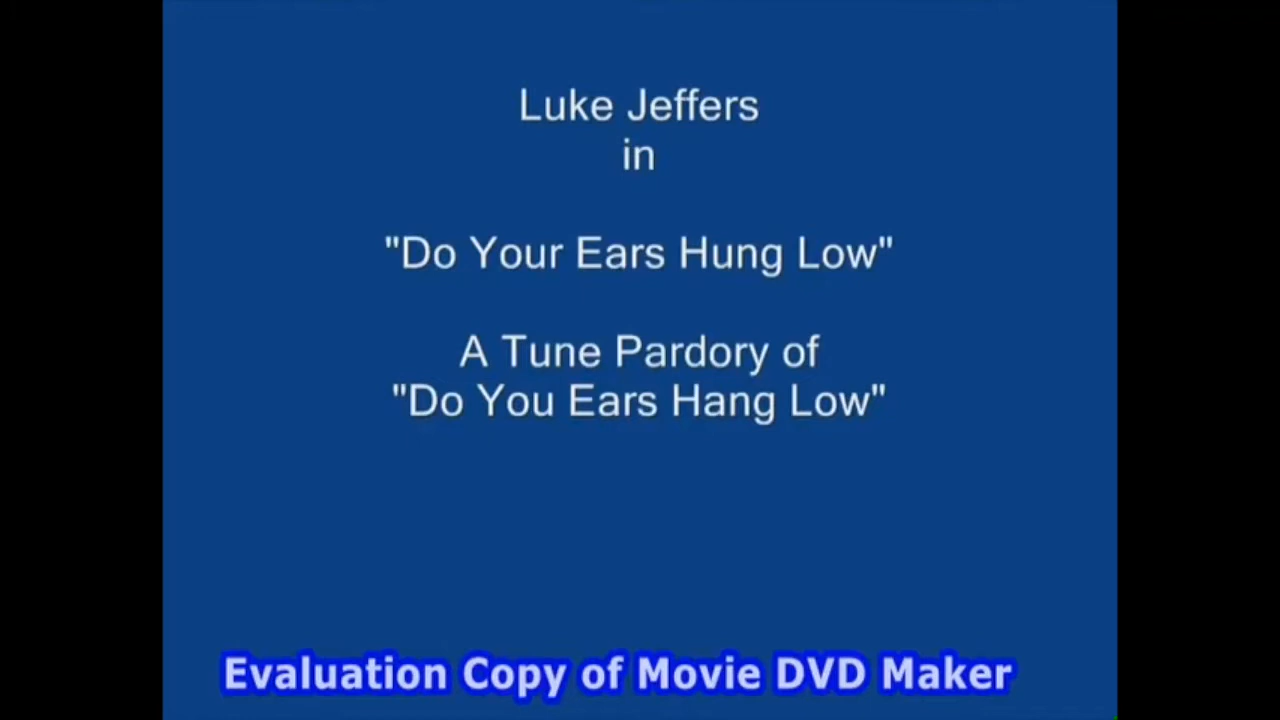 Luke Jeffers
in
"Do Your Ears Hung Low"
A Tune Pardory of
"Do You Ears Hang Low"
Evaluation Copy of Movie DVD Maker